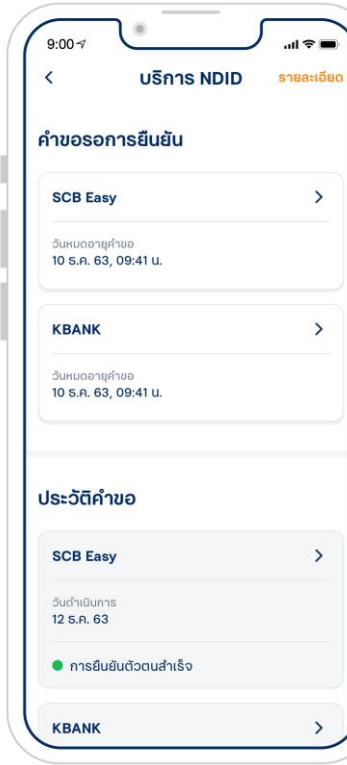 9:00
บริการ NDID
รายละเอียด
คำขอรอการยืนยัน
SCB Easy
วันหมดอายุคำขอ
10 ธ.ค. 63, 09:41 น.
KBANK
วันหมดอายุคำขอ
10 ธ.ค. 63, 09:41 น.
ประวัติคำขอ
SCB Easy
วันดำเนินการ
12 ธ.ค. 63
การยืนยันตัวตนสำเร็จ
KBANK